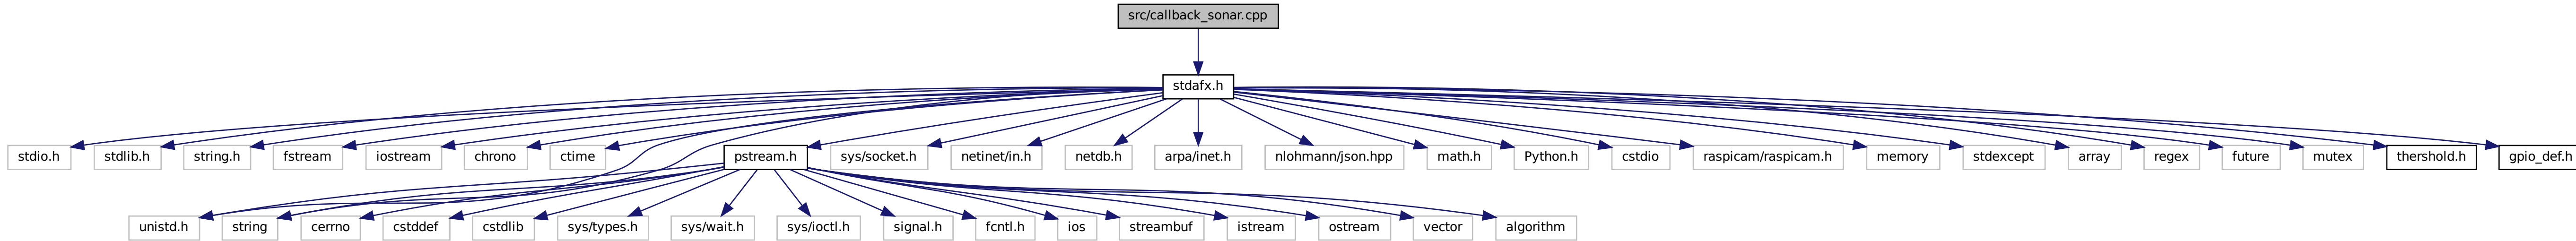 src/callback_sonar.cpp
stdafx.h
stdio.h
stdlib.h
string.h
fstream
iostream
chrono
ctime
pstream.h
sys/socket.h
netinet/in.h
netdb.h
arpa/inet.h
nlohmann/json.hpp
math.h
Python.h
cstdio
raspicam/raspicam.h
memory
stdexcept
array
regex
future
mutex
thershold.h
gpio_def.h
unistd.h
string
cerrno
cstddef
cstdlib
sys/types.h
sys/wait.h
sys/ioctl.h
signal.h
fcntl.h
ios
streambuf
istream
ostream
vector
algorithm